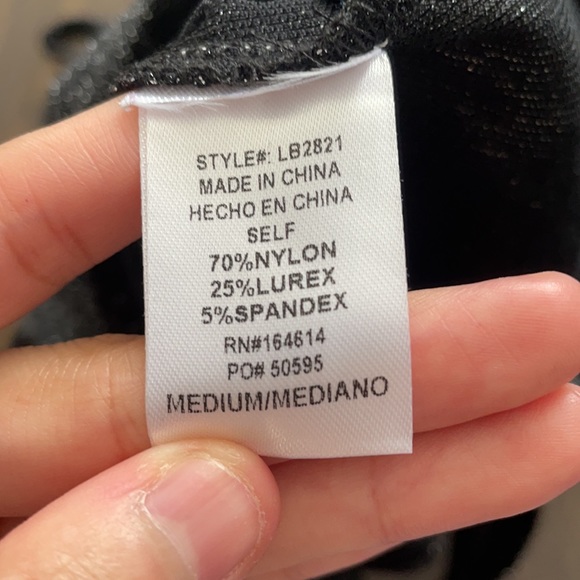 STYLE#: LB2821
MADE IN CHINA
HECHO EN CHINA
SELF
70%NYLON
25%LUREX
5%SPANDEX
RN#164614
PO# 50595
MEDIUM/MEDIANO